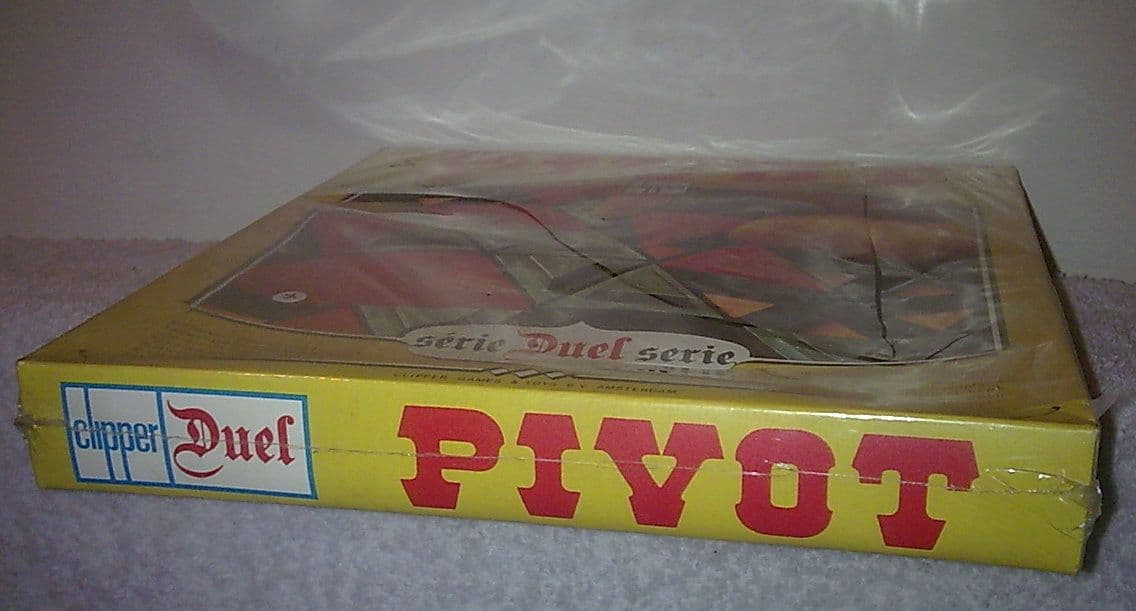 série Duel serie
CLIPPER GAMES & TOYS B.V. AMSTERDAM
clipper Duel
PIVOT